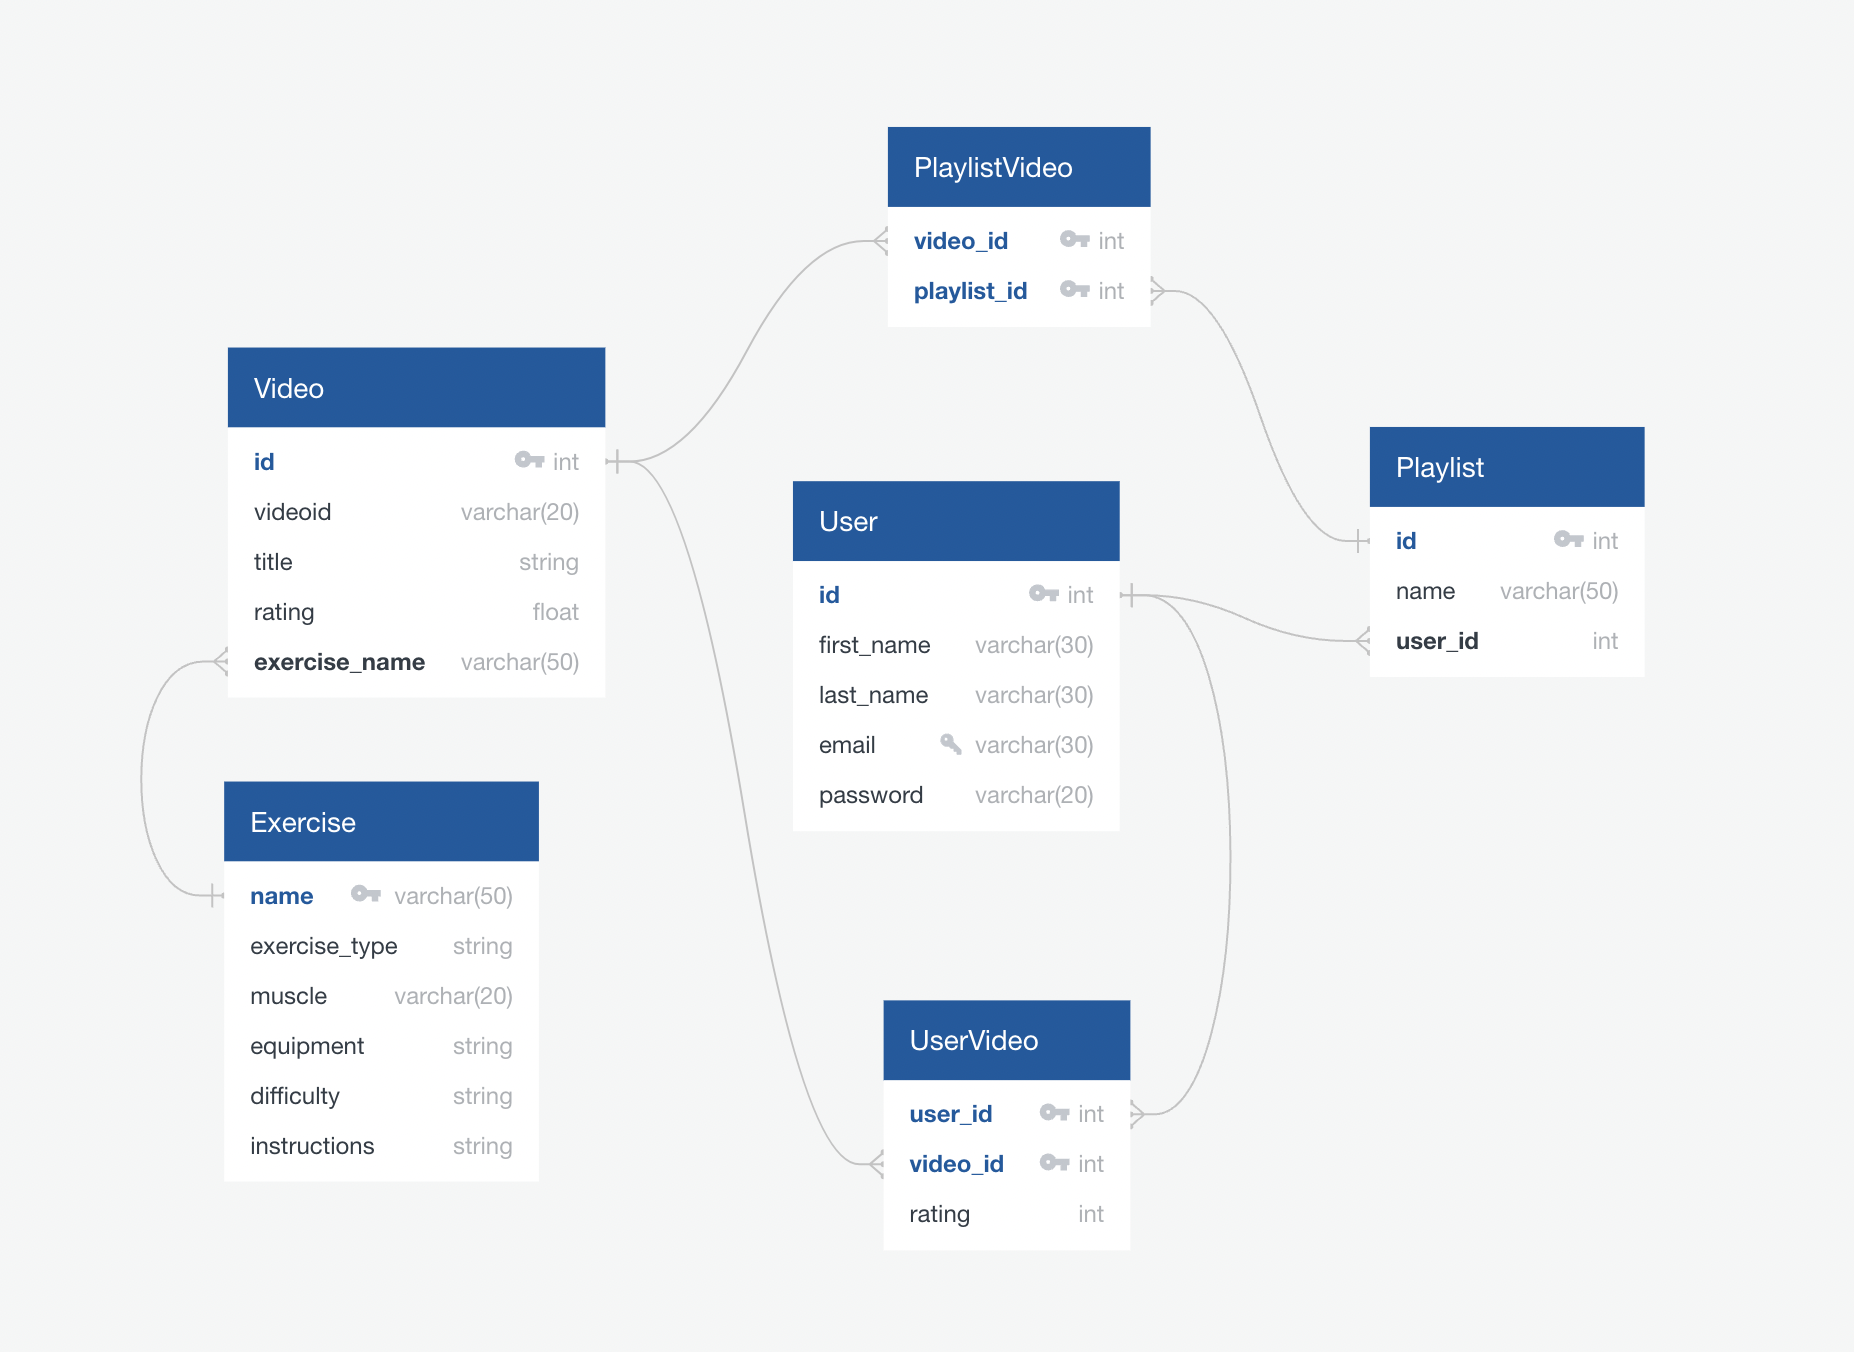 PlaylistVideo
video_id int
playlist_id int
Video
id int
videoid varchar(20)
title string
rating float
exercise_name varchar(50)
User
id int
first_name varchar(30)
last_name varchar(30)
email varchar(30)
password varchar(20)
Playlist
id int
name varchar(50)
user_id int
Exercise
name varchar(50)
exercise_type string
muscle varchar(20)
equipment string
difficulty string
instructions string
UserVideo
user_id int
video_id int
rating int